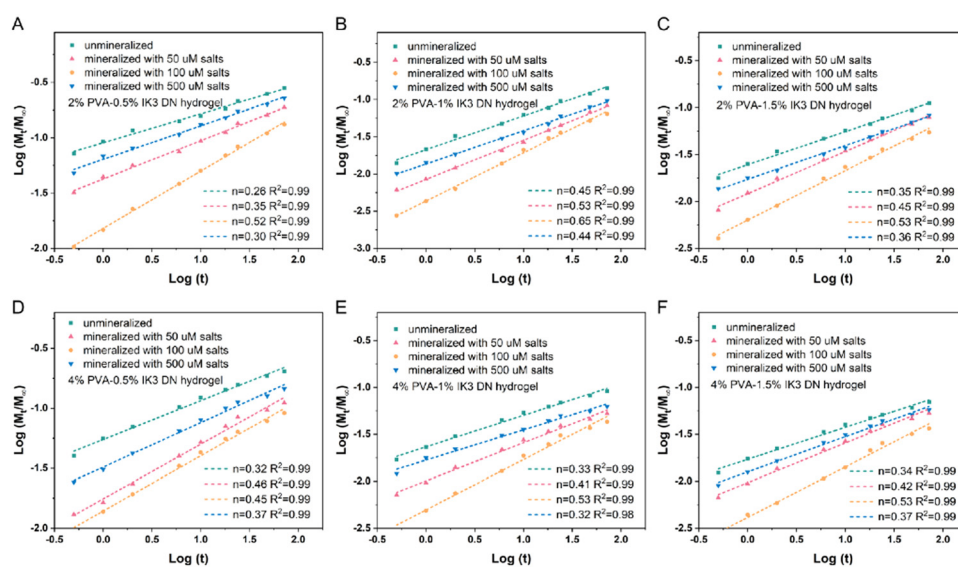 A
unmineralized
mineralized with 50 uM salts
mineralized with 100 uM salts
mineralized with 500 uM salts
2% PVA-0.5% IK3 DN hydrogel
Log (Mₜ/M∞)
-0.5
-1.0
-1.5
-2.0
n=0.26 R²=0.99
n=0.35 R²=0.99
n=0.52 R²=0.99
n=0.30 R²=0.99
-0.5 0.0 0.5 1.0 1.5 2.0
Log (t)
B
unmineralized
mineralized with 50 uM salts
mineralized with 100 uM salts
mineralized with 500 uM salts
2% PVA-1% IK3 DN hydrogel
Log (Mₜ/M∞)
0.0
-0.5
-1.0
-1.5
-2.0
-2.5
-3.0
n=0.45 R²=0.99
n=0.53 R²=0.99
n=0.65 R²=0.99
n=0.44 R²=0.99
-0.5 0.0 0.5 1.0 1.5 2.0
Log (t)
C
unmineralized
mineralized with 50 uM salts
mineralized with 100 uM salts
mineralized with 500 uM salts
2% PVA-1.5% IK3 DN hydrogel
Log (Mₜ/M∞)
-0.5
-1.0
-1.5
-2.0
-2.5
n=0.35 R²=0.99
n=0.45 R²=0.99
n=0.53 R²=0.99
n=0.36 R²=0.99
-0.5 0.0 0.5 1.0 1.5 2.0
Log (t)
D
unmineralized
mineralized with 50 uM salts
mineralized with 100 uM salts
mineralized with 500 uM salts
4% PVA-0.5% IK3 DN hydrogel
Log (Mₜ/M∞)
-0.5
-1.0
-1.5
-2.0
n=0.32 R²=0.99
n=0.46 R²=0.99
n=0.45 R²=0.99
n=0.37 R²=0.99
-0.5 0.0 0.5 1.0 1.5 2.0
Log (t)
E
unmineralized
mineralized with 50 uM salts
mineralized with 100 uM salts
mineralized with 500 uM salts
4% PVA-1% IK3 DN hydrogel
Log (Mₜ/M∞)
0.0
-0.5
-1.0
-1.5
-2.0
-2.5
n=0.33 R²=0.99
n=0.41 R²=0.99
n=0.53 R²=0.99
n=0.32 R²=0.98
-0.5 0.0 0.5 1.0 1.5 2.0
Log (t)
F
unmineralized
mineralized with 50 uM salts
mineralized with 100 uM salts
mineralized with 500 uM salts
4% PVA-1.5% IK3 DN hydrogel
Log (Mₜ/M∞)
-0.5
-1.0
-1.5
-2.0
-2.5
n=0.34 R²=0.99
n=0.42 R²=0.99
n=0.53 R²=0.99
n=0.37 R²=0.99
-0.5 0.0 0.5 1.0 1.5 2.0
Log (t)